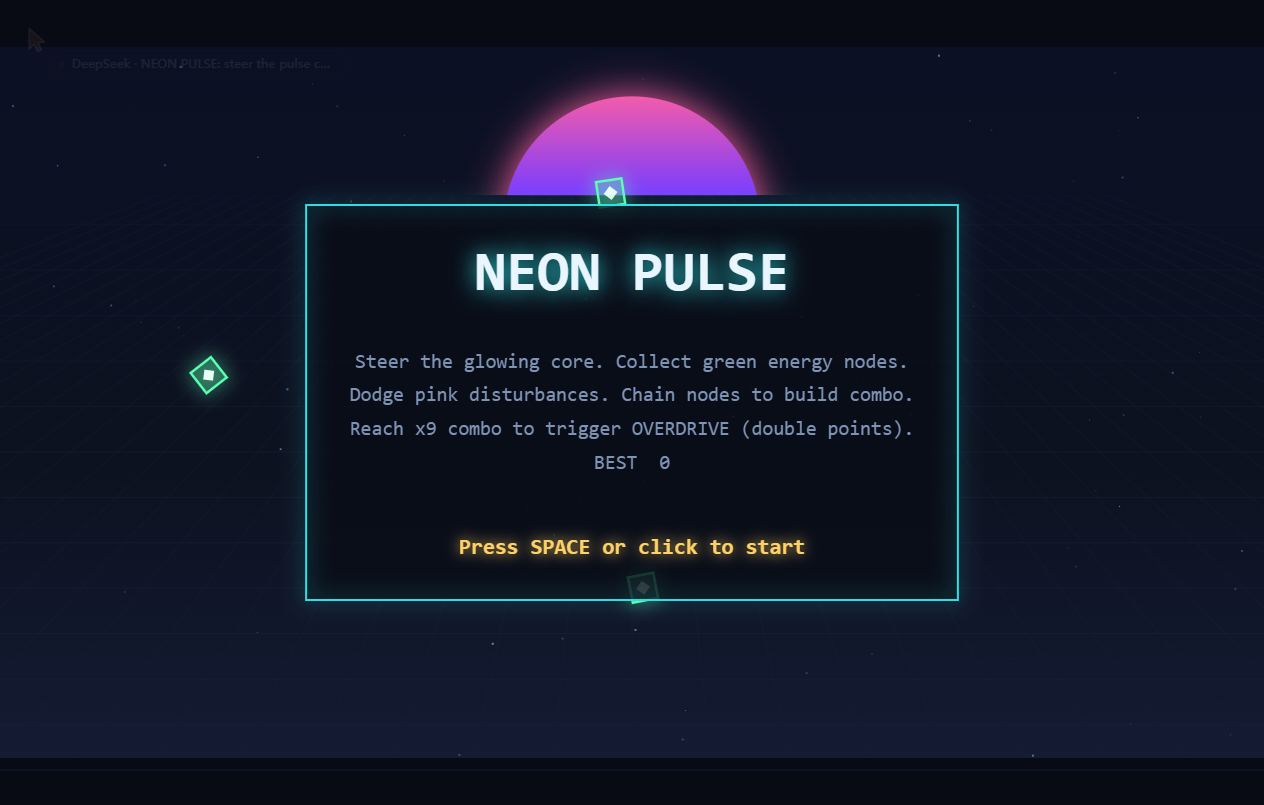 DeepSeek - NEON PULSE: steer the pulse c...
NEON PULSE
Steer the glowing core. Collect green energy nodes.
Dodge pink disturbances. Chain nodes to build combo.
Reach x9 combo to trigger OVERDRIVE (double points).
BEST 0
Press SPACE or click to start